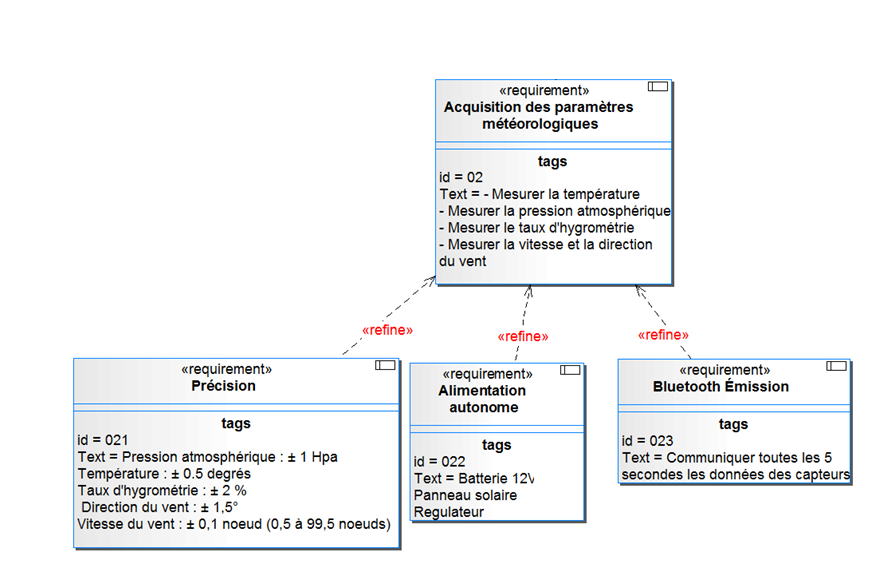 «requirement»
Acquisition des paramètres
météorologiques
tags
id = 02
Text = - Mesurer la température
- Mesurer la pression atmosphérique
- Mesurer le taux d'hygrométrie
- Mesurer la vitesse et la direction
du vent
«refine»
«refine»
«refine»
«requirement»
Précision
tags
id = 021
Text = Pression atmosphérique : ± 1 Hpa
Température : ± 0.5 degrés
Taux d'hygrométrie : ± 2 %
Direction du vent : ± 1,5°
Vitesse du vent : ± 0,1 noeud (0,5 à 99,5 noeuds)
«requirement»
Alimentation
autonome
tags
id = 022
Text = Batterie 12V
Panneau solaire
Regulateur
«requirement»
Bluetooth Émission
tags
id = 023
Text = Communiquer toutes les 5
secondes les données des capteurs